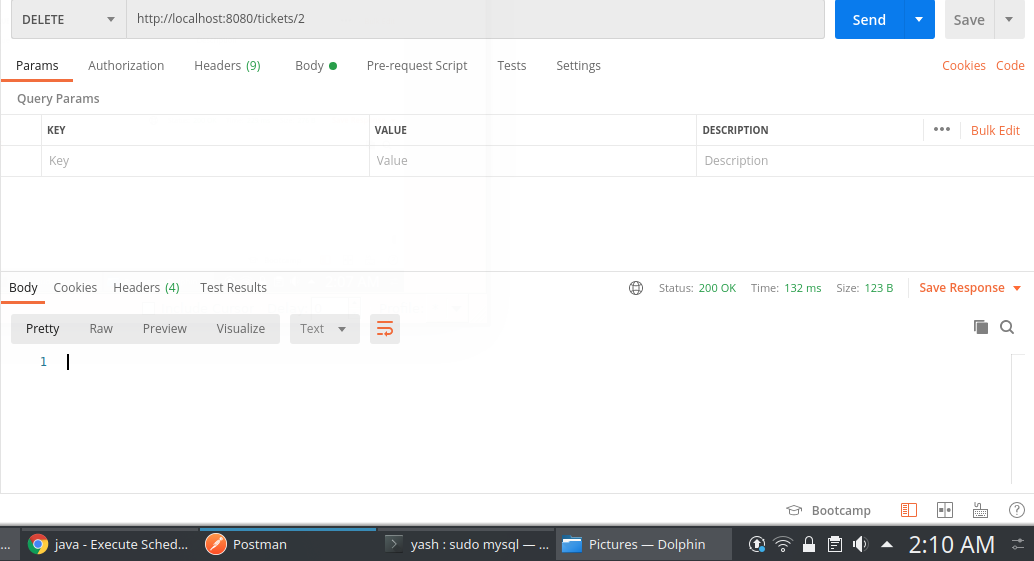 DELETE http://localhost:8080/tickets/2 Send Save
Params Authorization Headers (9) Body Pre-request Script Tests Settings Cookies Code
Query Params
KEY VALUE DESCRIPTION ••• Bulk Edit
Key Value Description
Body Cookies Headers (4) Test Results Status: 200 OK Time: 132 ms Size: 123 B Save Response
Pretty Raw Preview Visualize Text
1
Bootcamp
... java - Execute Sched... Postman yash : sudo mysql — ... Pictures — Dolphin 2:10 AM